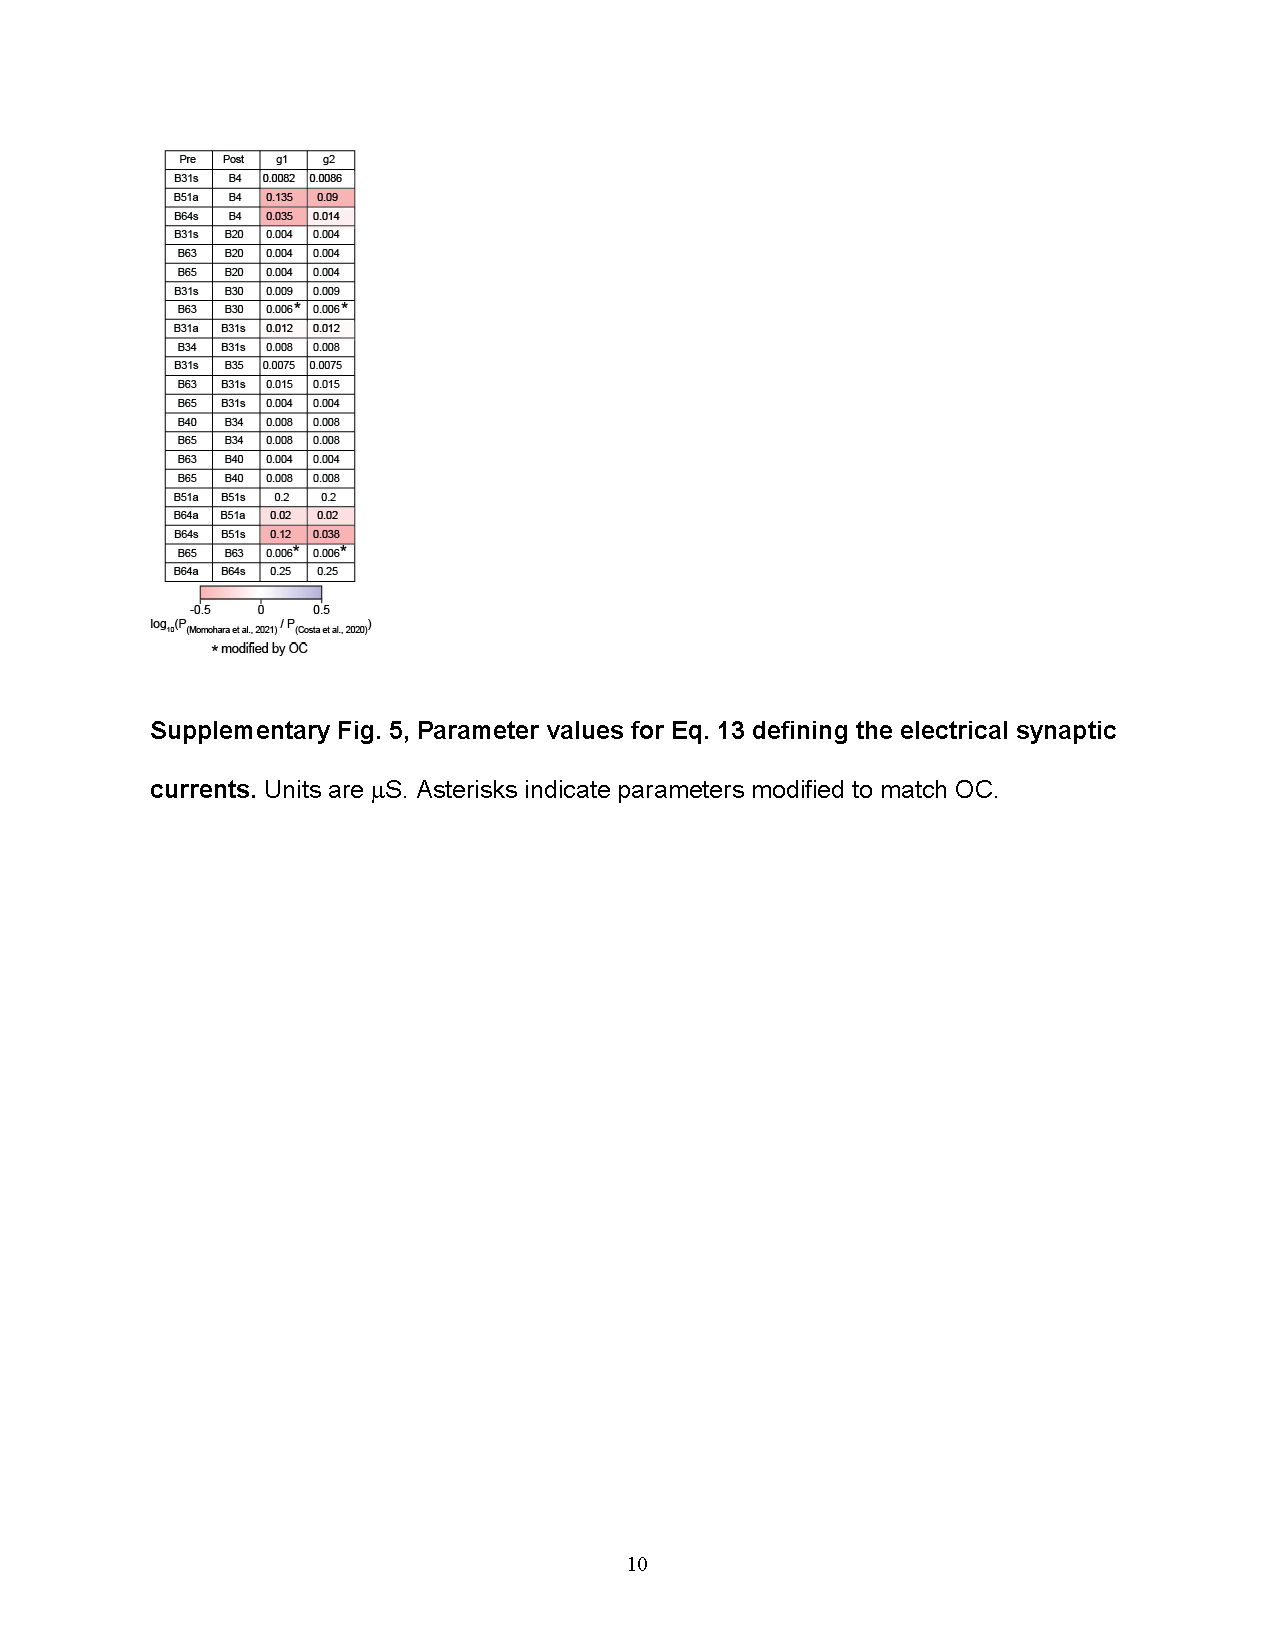 Pre Post g1 g2
B31s B4 0.0082 0.0086
B51a B4 0.135 0.09
B64s B4 0.035 0.014
B31s B20 0.004 0.004
B63 B20 0.004 0.004
B65 B20 0.004 0.004
B31s B30 0.009 0.009
B63 B30 0.006* 0.006*
B31a B31s 0.012 0.012
B34 B31s 0.008 0.008
B31s B35 0.0075 0.0075
B63 B31s 0.015 0.015
B65 B31s 0.004 0.004
B40 B34 0.008 0.008
B65 B34 0.008 0.008
B63 B40 0.004 0.004
B65 B40 0.008 0.008
B51a B51s 0.2 0.2
B64a B51a 0.02 0.02
B64s B51s 0.12 0.038
B65 B63 0.006* 0.006*
B64a B64s 0.25 0.25
-0.5 0 0.5
log10(P(Momohara et al., 2021) / P(Costa et al., 2020))
* modified by OC
Supplementary Fig. 5, Parameter values for Eq. 13 defining the electrical synaptic
currents. Units are μS. Asterisks indicate parameters modified to match OC.
10